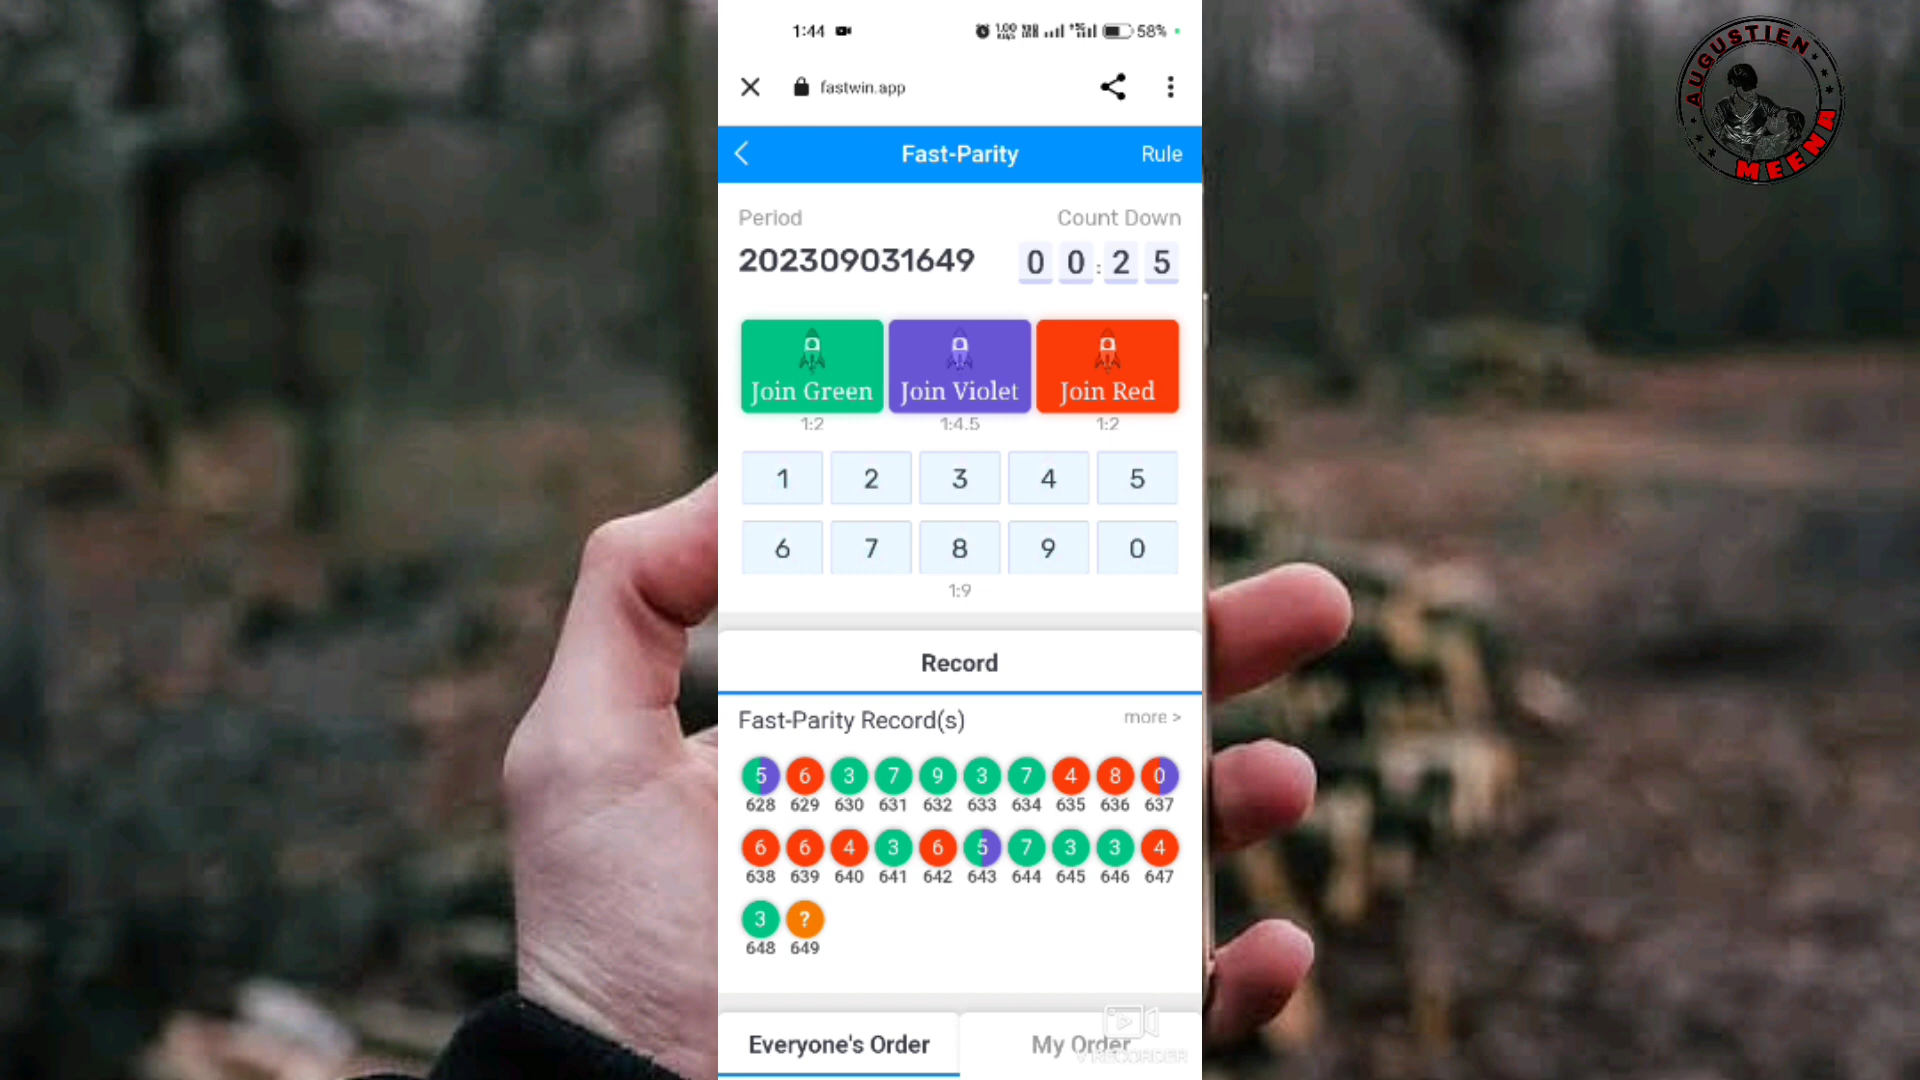 1:44
58%
fastwin.app
Fast-Parity Rule
Period Count Down
202309031649 00:25
Join Green Join Violet Join Red
1:2 1:4.5 1:2
1 2 3 4 5
6 7 8 9 0
1:9
Record
Fast-Parity Record(s) more >
5 6 3 7 9 3 7 4 8 0
628 629 630 631 632 633 634 635 636 637
6 6 4 3 6 5 7 3 3 4
638 639 640 641 642 643 644 645 646 647
3 ?
648 649
Everyone's Order My Order
V RECORDER
AUGUSTIEN
MEENA